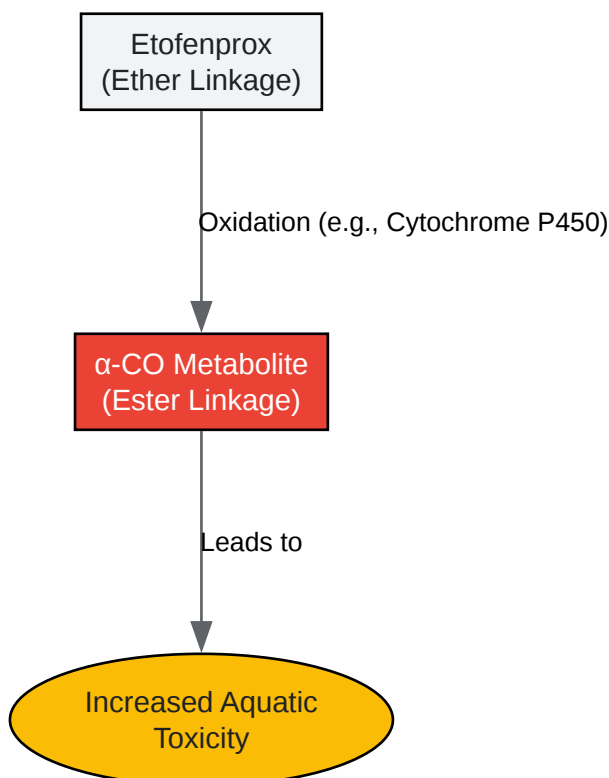 Etofenprox
(Ether Linkage)
Oxidation (e.g., Cytochrome P450)
α-CO Metabolite
(Ester Linkage)
Leads to
Increased Aquatic
Toxicity